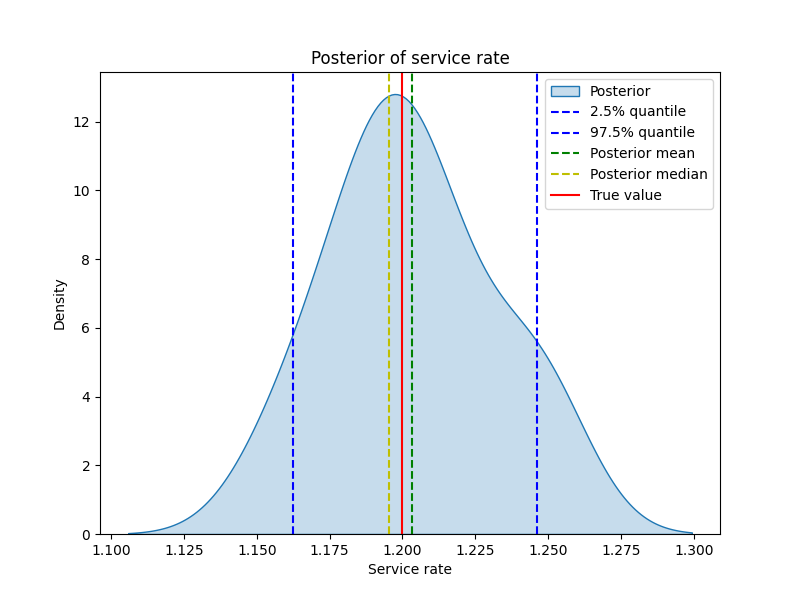 Posterior of service rate
Posterior
2.5% quantile
97.5% quantile
Posterior mean
Posterior median
True value
Density
12
10
8
6
4
2
0
1.100 1.125 1.150 1.175 1.200 1.225 1.250 1.275 1.300
Service rate